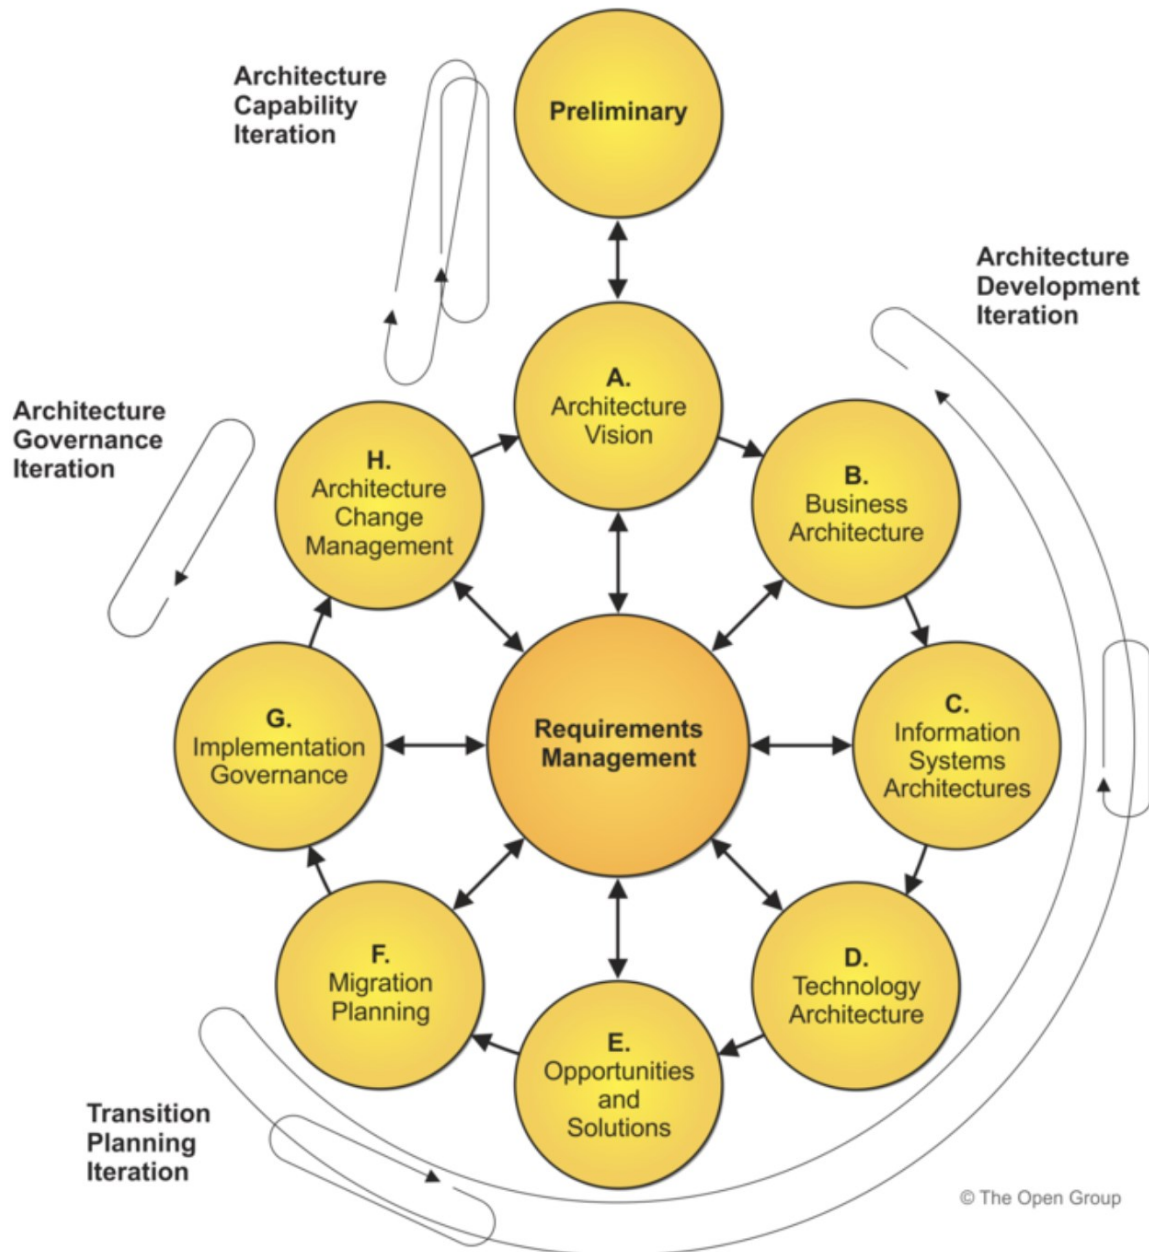 Architecture
Capability
Iteration
Preliminary
Architecture
Development
Iteration
A.
Architecture
Vision
Architecture
Governance
Iteration
H.
Architecture
Change
Management
B.
Business
Architecture
G.
Implementation
Governance
Requirements
Management
C.
Information
Systems
Architectures
F.
Migration
Planning
D.
Technology
Architecture
E.
Opportunities
and
Solutions
Transition
Planning
Iteration
© The Open Group